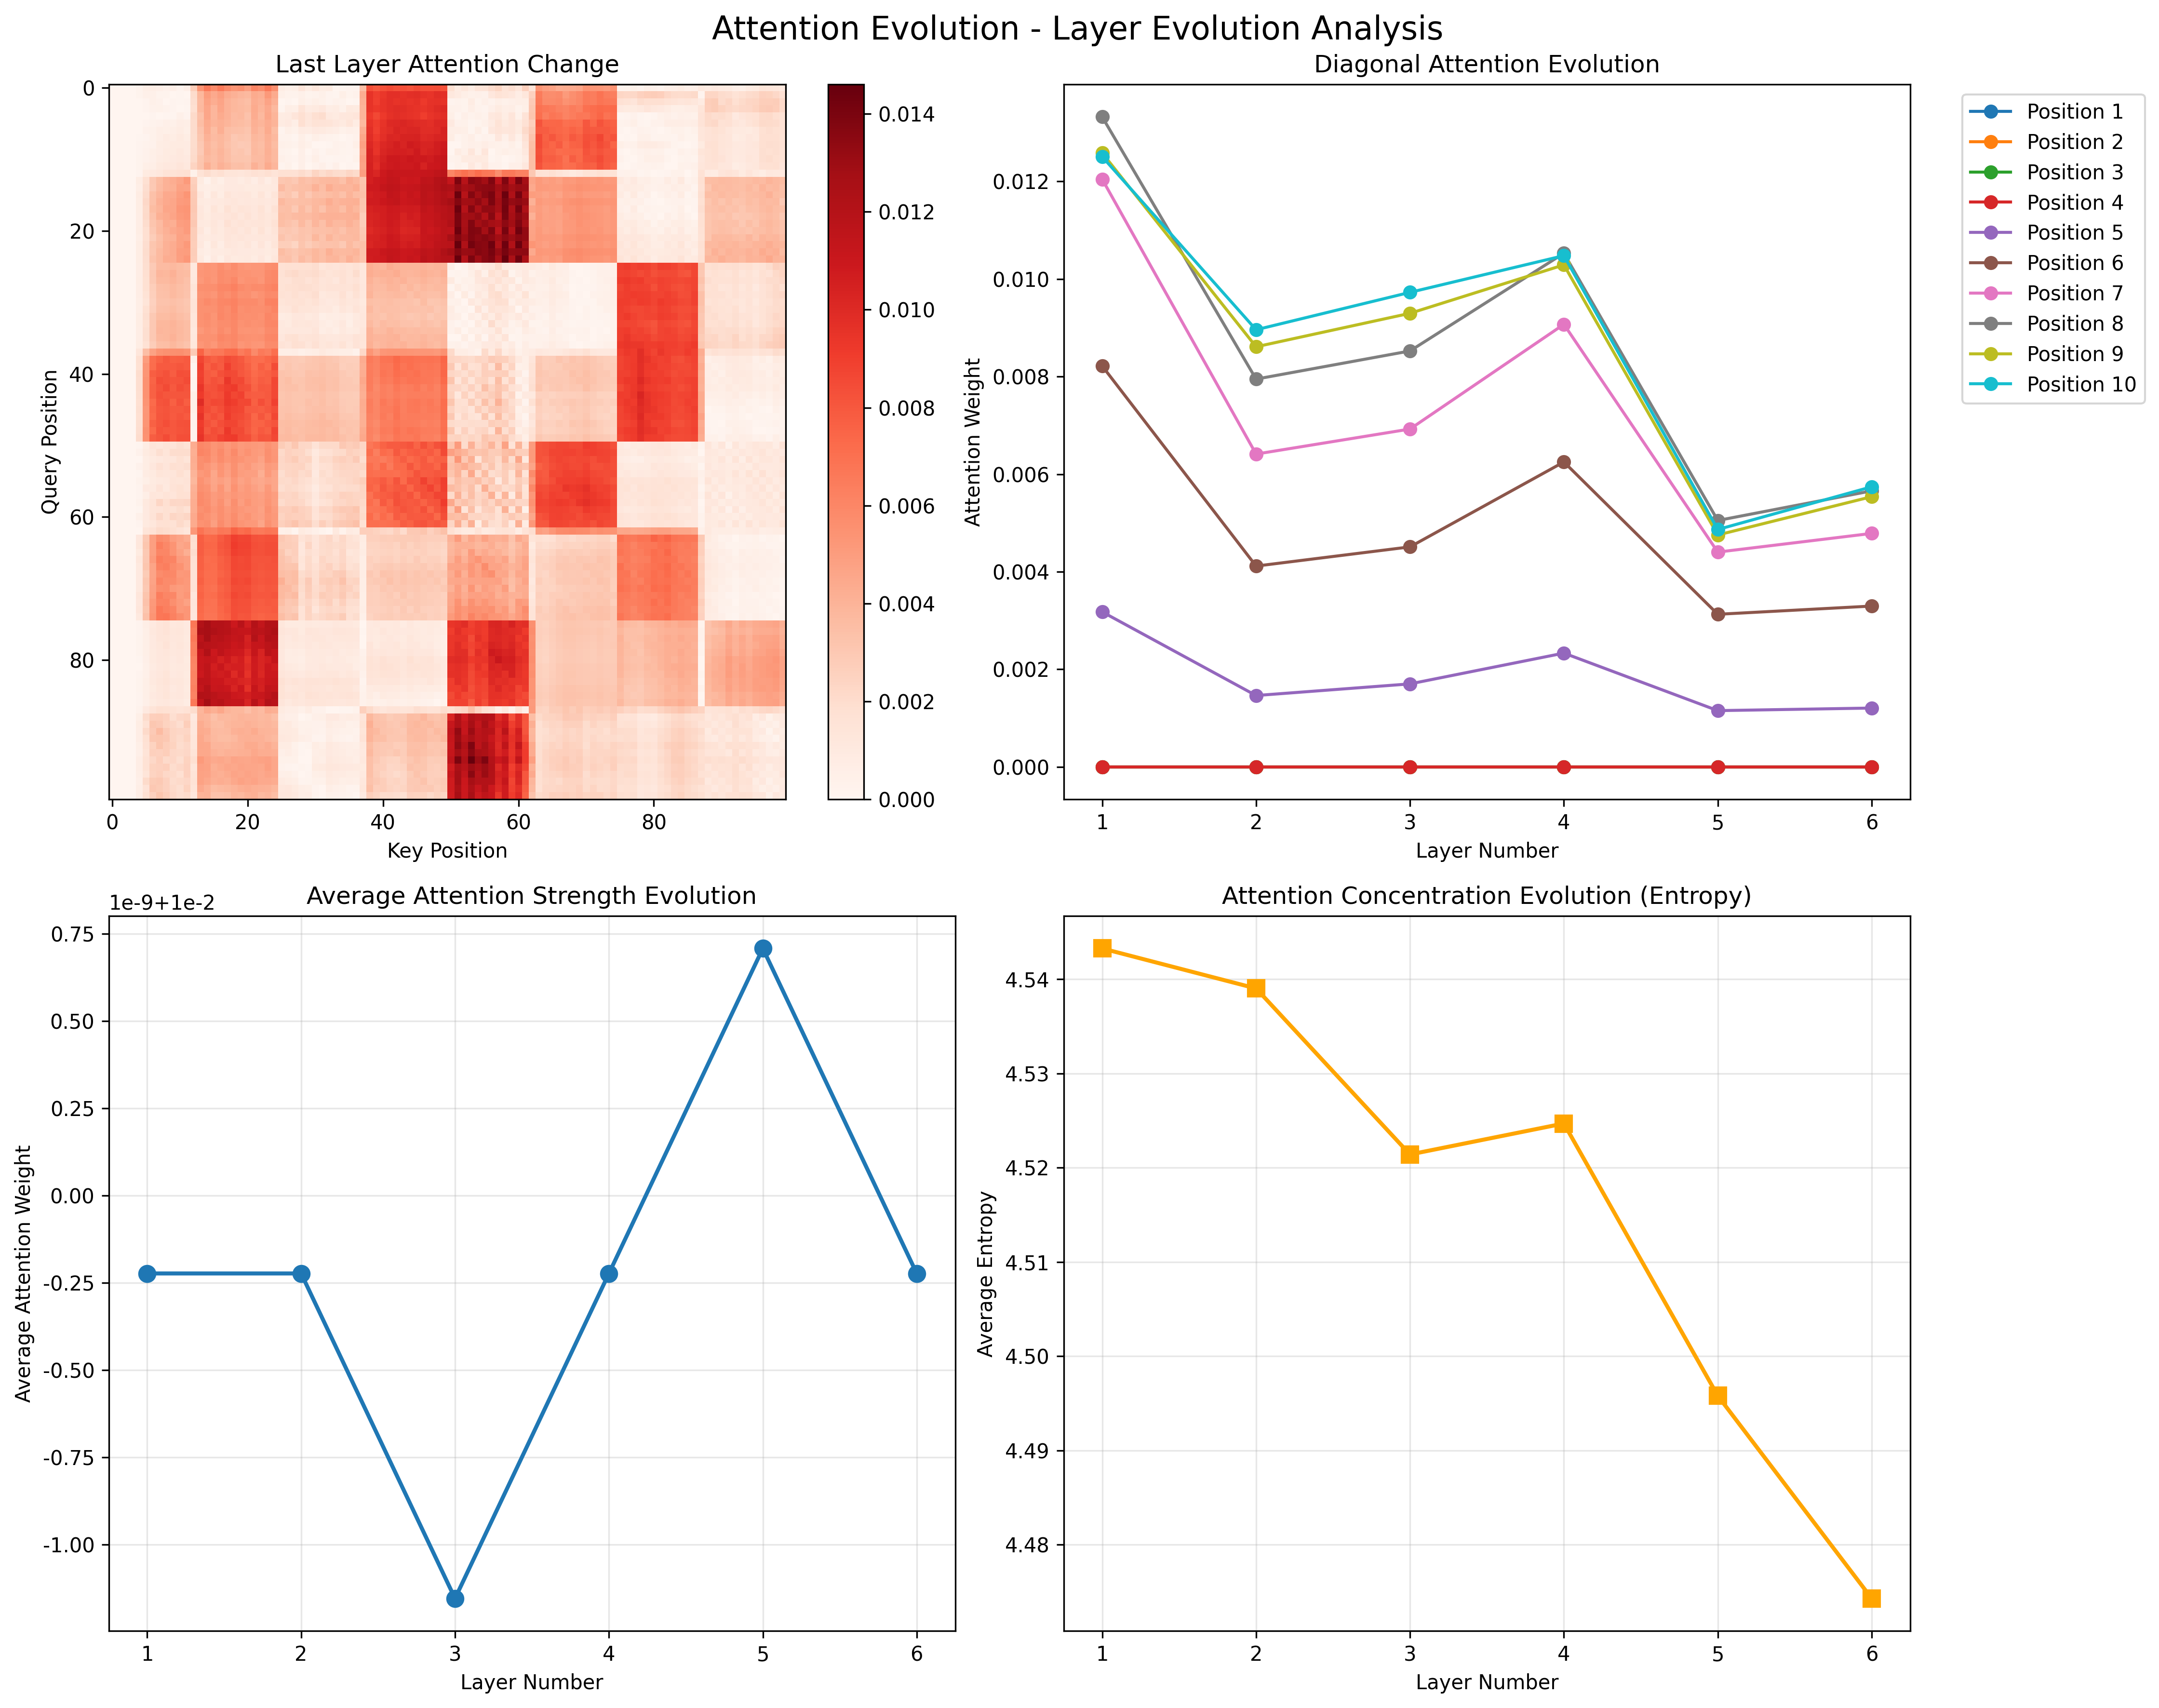 Attention Evolution - Layer Evolution Analysis
Last Layer Attention Change
0
20
40
60
80
Query Position
0
20
40
60
80
Key Position
0.014
0.012
0.010
0.008
0.006
0.004
0.002
0.000
Diagonal Attention Evolution
0.012
0.010
0.008
0.006
0.004
0.002
0.000
Attention Weight
1
2
3
4
5
6
Layer Number
Position 1
Position 2
Position 3
Position 4
Position 5
Position 6
Position 7
Position 8
Position 9
Position 10
Average Attention Strength Evolution
1e-9+1e-2
0.75
0.50
0.25
0.00
-0.25
-0.50
-0.75
-1.00
Average Attention Weight
1
2
3
4
5
6
Layer Number
Attention Concentration Evolution (Entropy)
4.54
4.53
4.52
4.51
4.50
4.49
4.48
Average Entropy
1
2
3
4
5
6
Layer Number